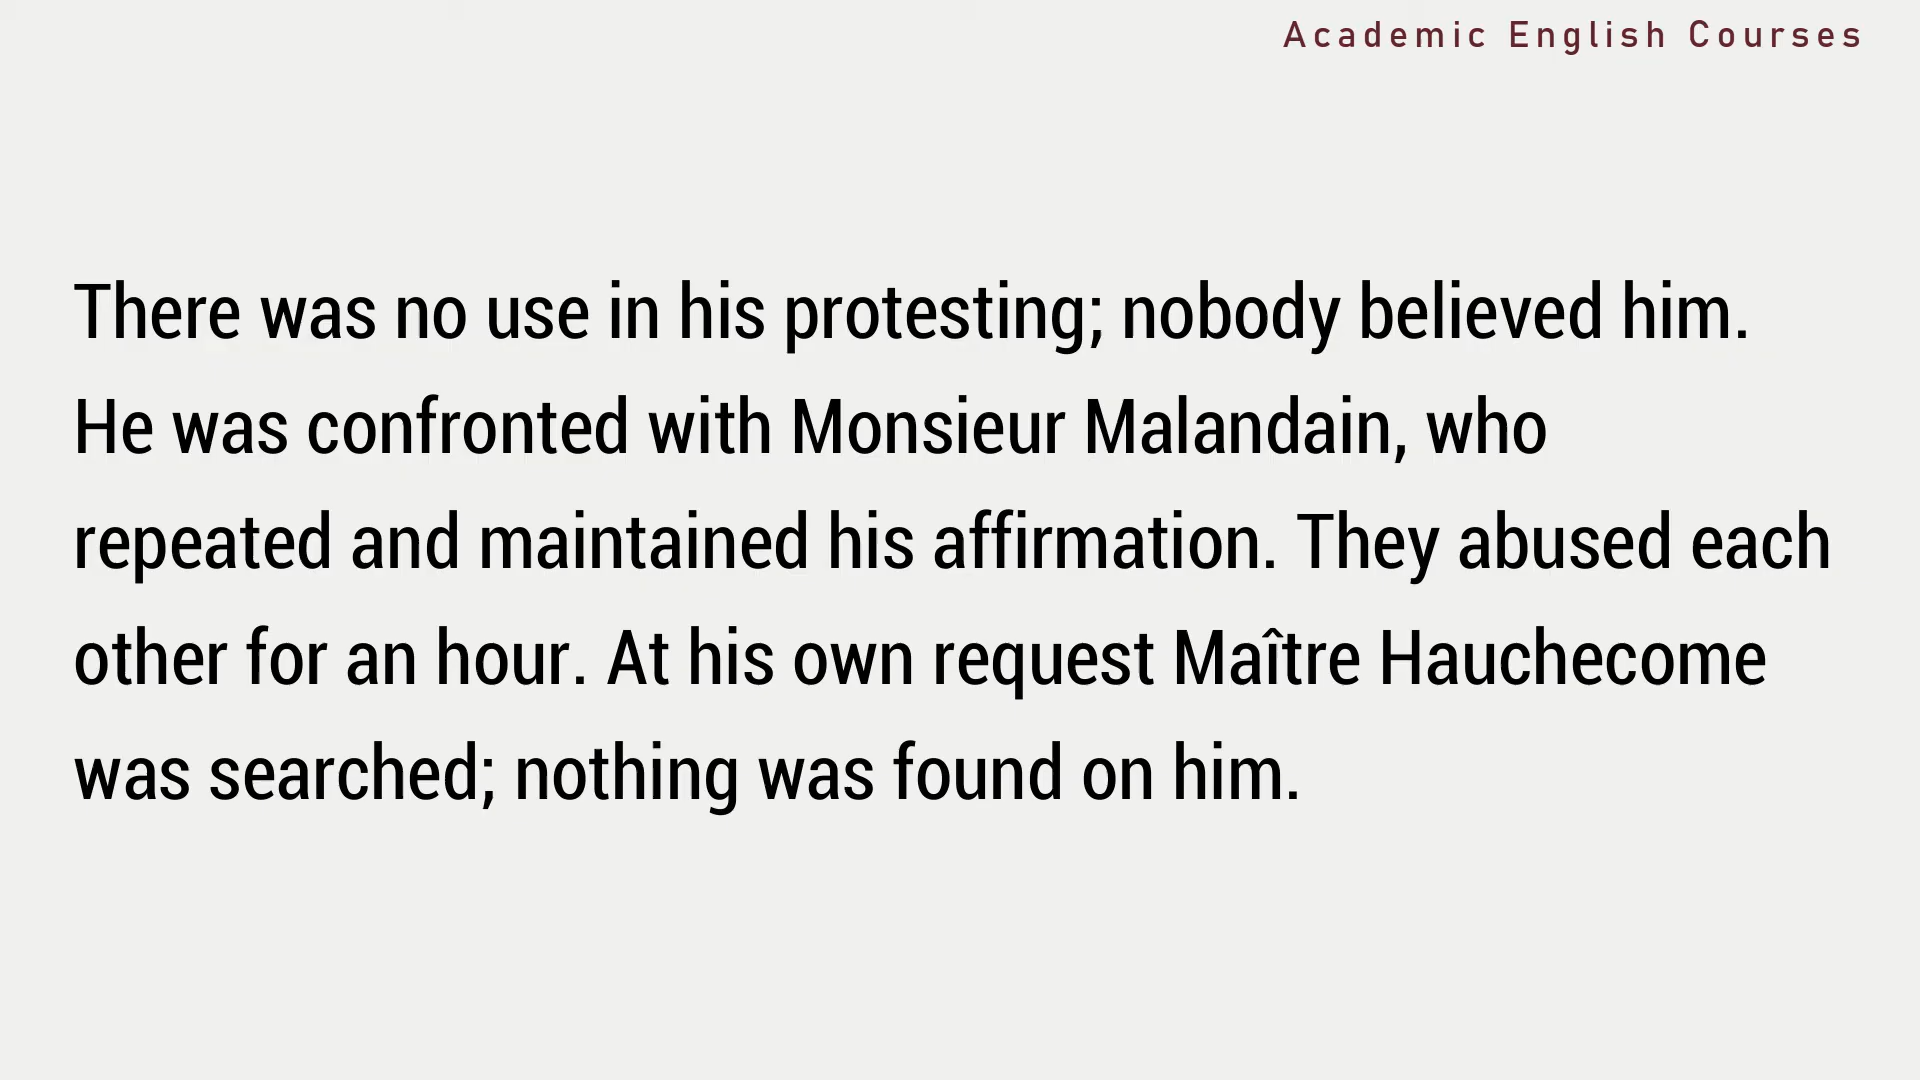 Academic English Courses
There was no use in his protesting; nobody believed him.
He was confronted with Monsieur Malandain, who
repeated and maintained his affirmation. They abused each
other for an hour. At his own request Maître Hauchecome
was searched; nothing was found on him.